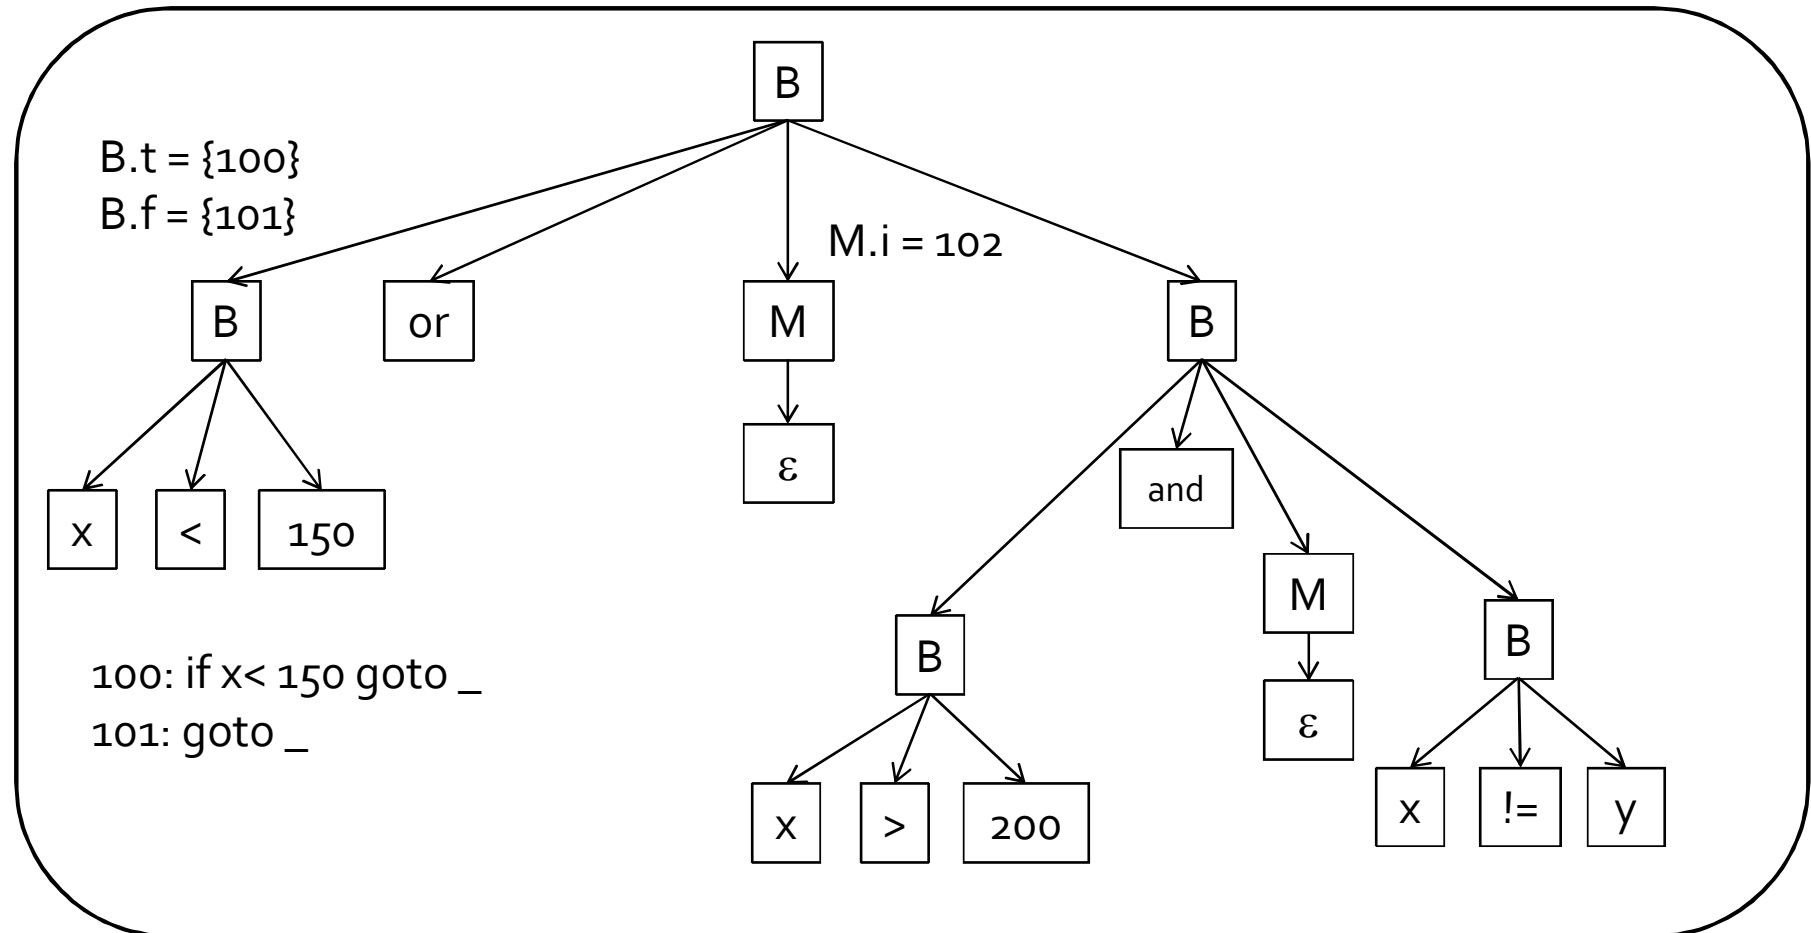 B
B.t = {100}
B.f = {101}
M.i = 102
B
or
M
B
ε
and
x
<
150
M
B
B
100: if x< 150 goto _
101: goto _
ε
x
>
200
x
!=
y